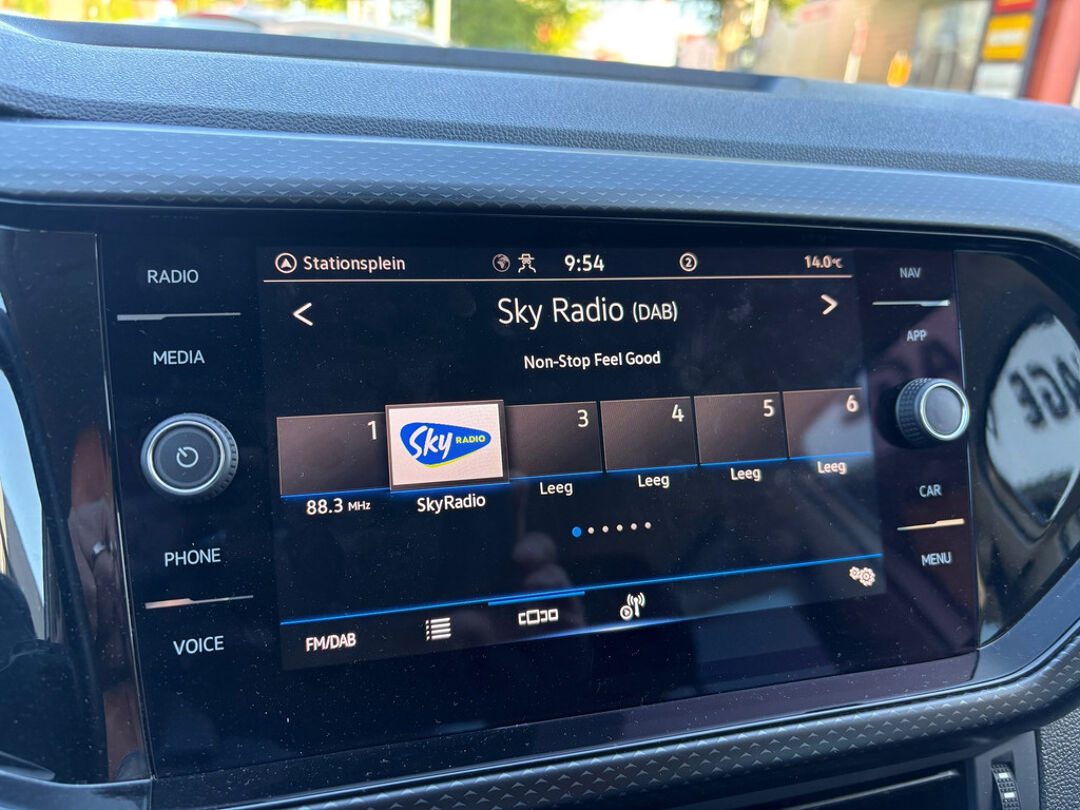 RADIO
MEDIA
PHONE
VOICE
Stationsplein 9:54 2 14.0°C
Sky Radio (DAB)
Non-Stop Feel Good
1 3 4 5 6
Sky RADIO
88.3 MHz SkyRadio Leeg Leeg Leeg Leeg
FM/DAB
NAV
APP
CAR
MENU